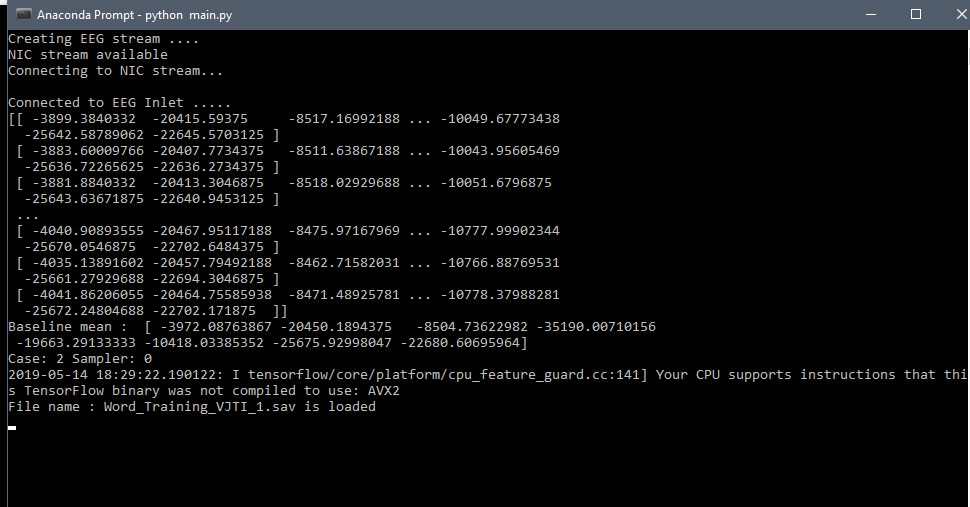 Anaconda Prompt - python  main.py
Creating EEG stream ....
NIC stream available
Connecting to NIC stream...
Connected to EEG Inlet .....
[[ -3899.3840332  -20415.59375     -8517.16992188 ... -10049.67773438
  -25642.58789062 -22645.5703125 ]
 [ -3883.60009766 -20407.7734375   -8511.63867188 ... -10043.95605469
  -25636.72265625 -22636.2734375 ]
 [ -3881.8840332  -20413.3046875   -8518.02929688 ... -10051.6796875
  -25643.63671875 -22640.9453125 ]
 ...
 [ -4040.90893555 -20467.95117188  -8475.97167969 ... -10777.99902344
  -25670.0546875  -22702.6484375 ]
 [ -4035.13891602 -20457.79492188  -8462.71582031 ... -10766.88769531
  -25661.27929688 -22694.3046875 ]
 [ -4041.86206055 -20464.75585938  -8471.48925781 ... -10778.37988281
  -25672.24804688 -22702.171875  ]]
Baseline mean :  [ -3972.08763867 -20450.1894375   -8504.73622982 -35190.00710156
 -19663.29133333 -10418.03385352 -25675.92998047 -22680.60695964]
Case: 2 Sampler: 0
2019-05-14 18:29:22.190122: I tensorflow/core/platform/cpu_feature_guard.cc:141] Your CPU supports instructions that thi
s TensorFlow binary was not compiled to use: AVX2
File name : Word_Training_VJTI_1.sav is loaded